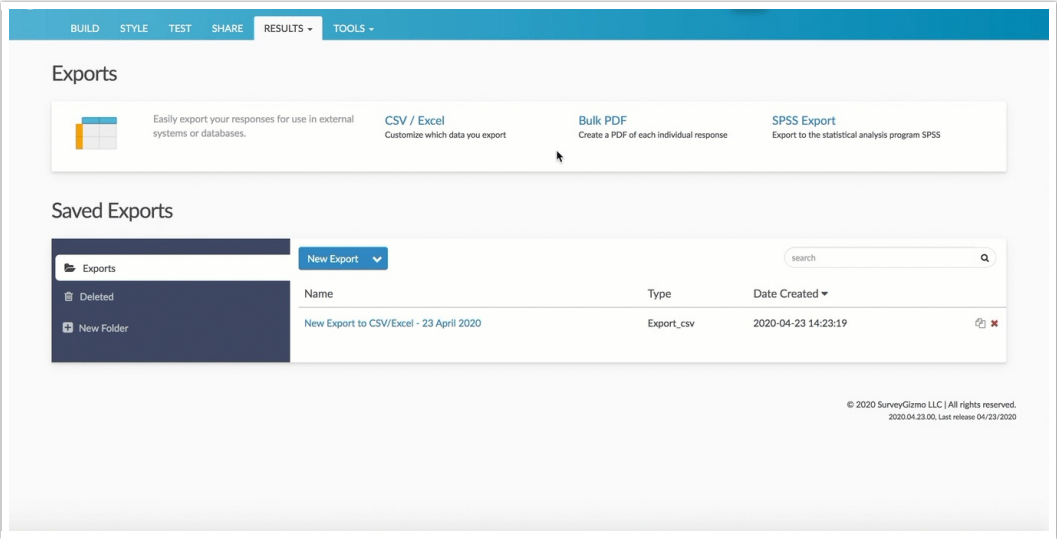 BUILD STYLE TEST SHARE RESULTS TOOLS
Exports
Easily export your responses for use in external
systems or databases.
CSV / Excel
Customize which data you export
Bulk PDF
Create a PDF of each individual response
SPSS Export
Export to the statistical analysis program SPSS
Saved Exports
Exports
Deleted
New Folder
New Export
search
Name Type Date Created
New Export to CSV/Excel - 23 April 2020 Export_csv 2020-04-23 14:23:19
© 2020 SurveyGizmo LLC | All rights reserved.
2020.04.23.00, Last release 04/23/2020